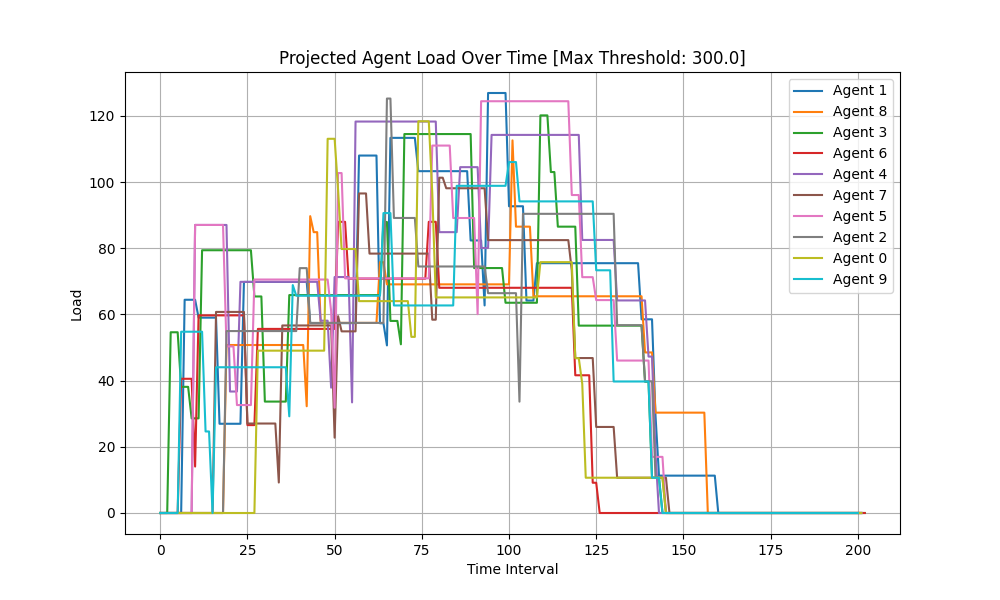 Projected Agent Load Over Time [Max Threshold: 300.0]
Load
120
100
80
60
40
20
0
0 25 50 75 100 125 150 175 200
Time Interval
Agent 1
Agent 8
Agent 3
Agent 6
Agent 4
Agent 7
Agent 5
Agent 2
Agent 0
Agent 9